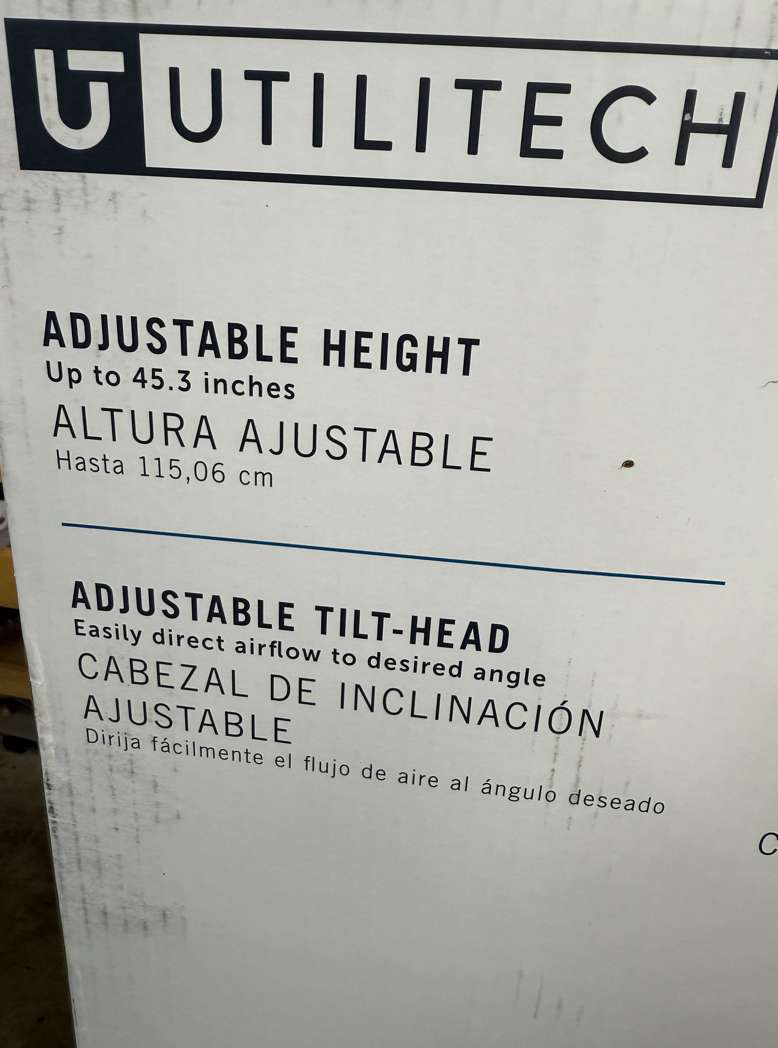 UTILITECH
ADJUSTABLE HEIGHT
Up to 45.3 inches
ALTURA AJUSTABLE
Hasta 115,06 cm
ADJUSTABLE TILT-HEAD
Easily direct airflow to desired angle
CABEZAL DE INCLINACIÓN
AJUSTABLE
Dirija fácilmente el flujo de aire al ángulo deseado